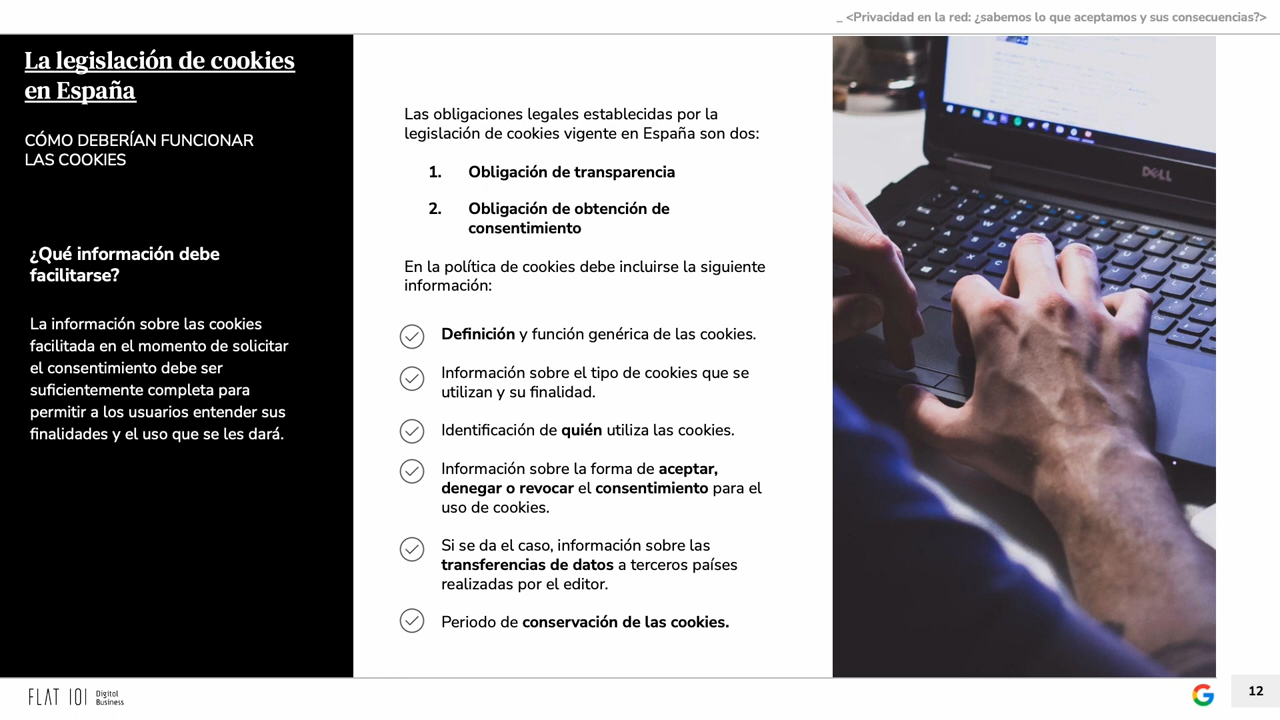 _ <Privacidad en la red: ¿sabemos lo que aceptamos y sus consecuencias?>
La legislación de cookies
en España
CÓMO DEBERÍAN FUNCIONAR
LAS COOKIES
¿Qué información debe
facilitarse?
La información sobre las cookies
facilitada en el momento de solicitar
el consentimiento debe ser
suficientemente completa para
permitir a los usuarios entender sus
finalidades y el uso que se les dará.
Las obligaciones legales establecidas por la
legislación de cookies vigente en España son dos:
1. Obligación de transparencia
2. Obligación de obtención de
consentimiento
En la política de cookies debe incluirse la siguiente
información:
Definición y función genérica de las cookies.
Información sobre el tipo de cookies que se
utilizan y su finalidad.
Identificación de quién utiliza las cookies.
Información sobre la forma de aceptar,
denegar o revocar el consentimiento para el
uso de cookies.
Si se da el caso, información sobre las
transferencias de datos a terceros países
realizadas por el editor.
Periodo de conservación de las cookies.
DELL
FLAT 101 Digital
Business
12